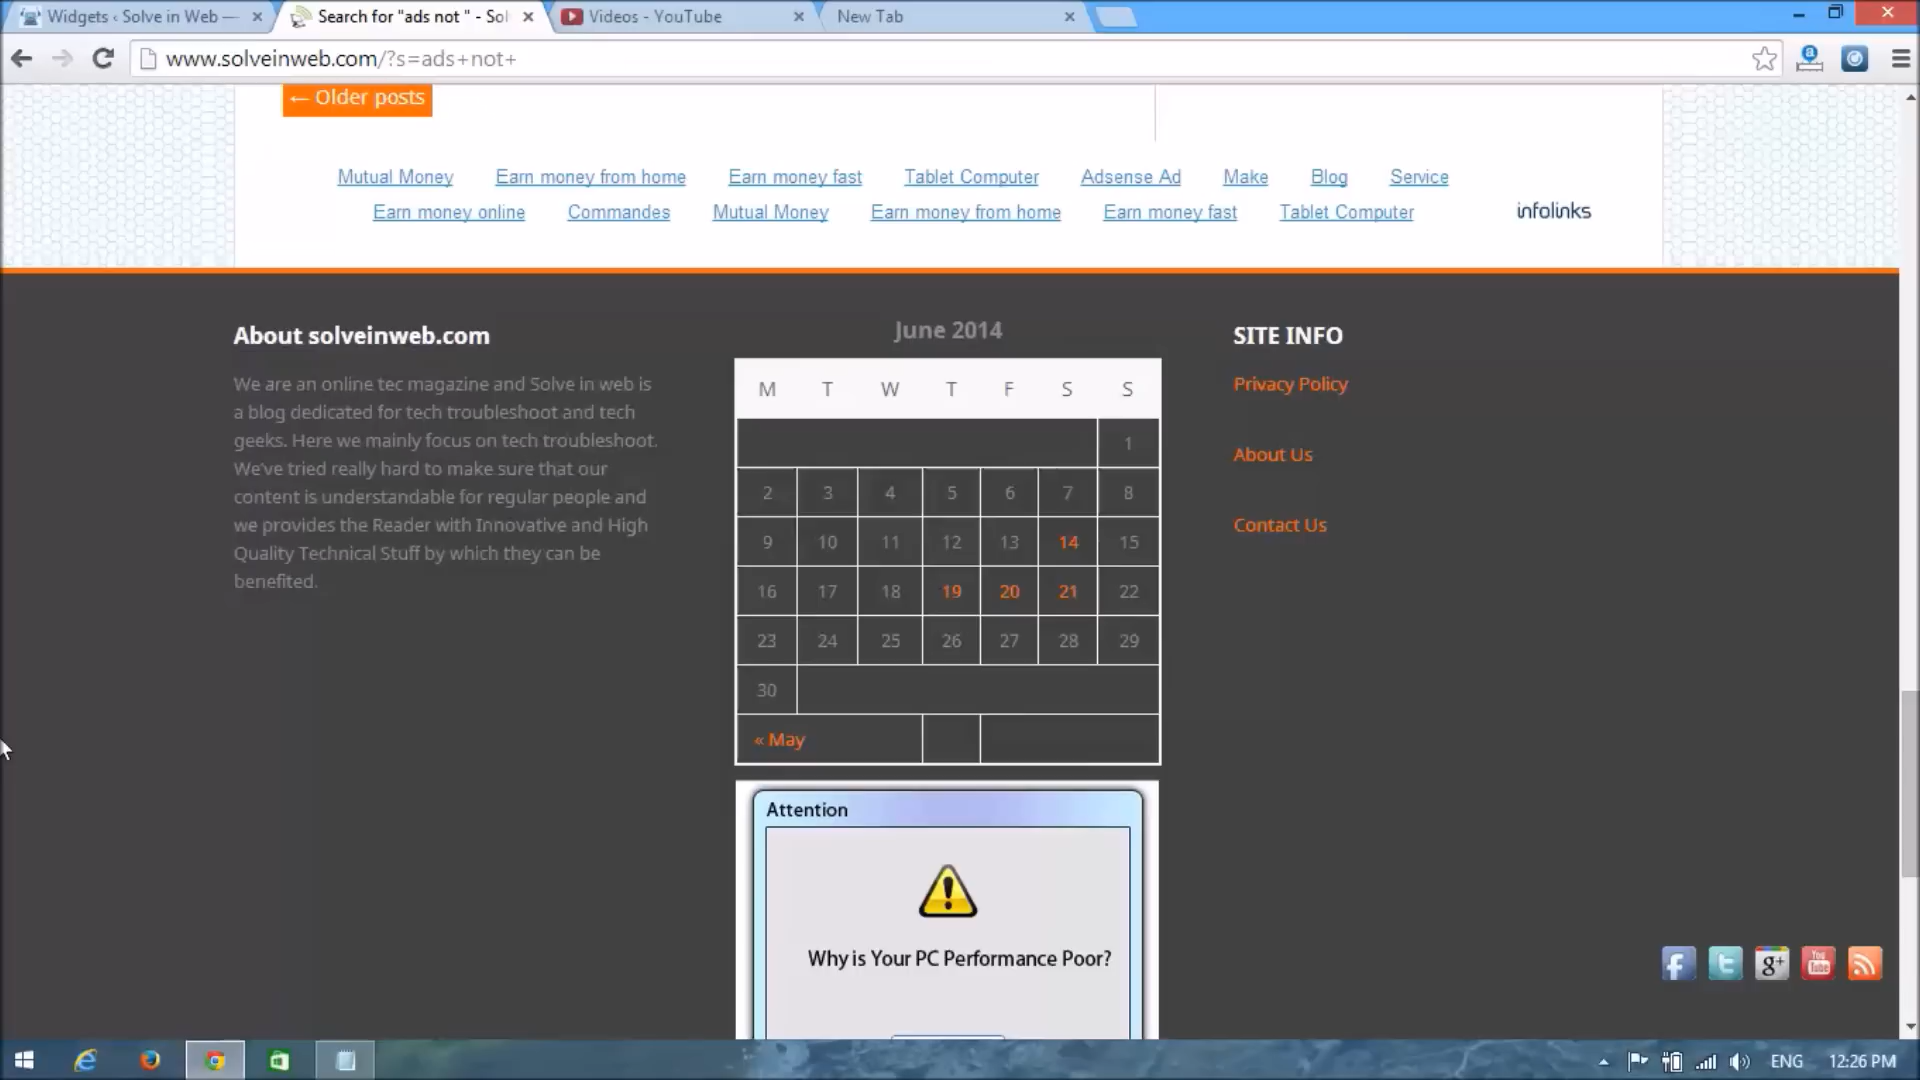 Widgets ‹ Solve in Web —
Search for "ads not " - Sol
Videos - YouTube
New Tab
www.solveinweb.com/?s=ads+not+
← Older posts
Mutual Money Earn money from home Earn money fast Tablet Computer Adsense Ad Make Blog Service
Earn money online Commandes Mutual Money Earn money from home Earn money fast Tablet Computer
infolinks
About solveinweb.com
We are an online tec magazine and Solve in web is
a blog dedicated for tech troubleshoot and tech
geeks. Here we mainly focus on tech troubleshoot.
We've tried really hard to make sure that our
content is understandable for regular people and
we provides the Reader with Innovative and High
Quality Technical Stuff by which they can be
benefited.
June 2014
M T W T F S S
1
2 3 4 5 6 7 8
9 10 11 12 13 14 15
16 17 18 19 20 21 22
23 24 25 26 27 28 29
30
« May
SITE INFO
Privacy Policy
About Us
Contact Us
Attention
Why is Your PC Performance Poor?
g+
You Tube
ENG 12:26 PM